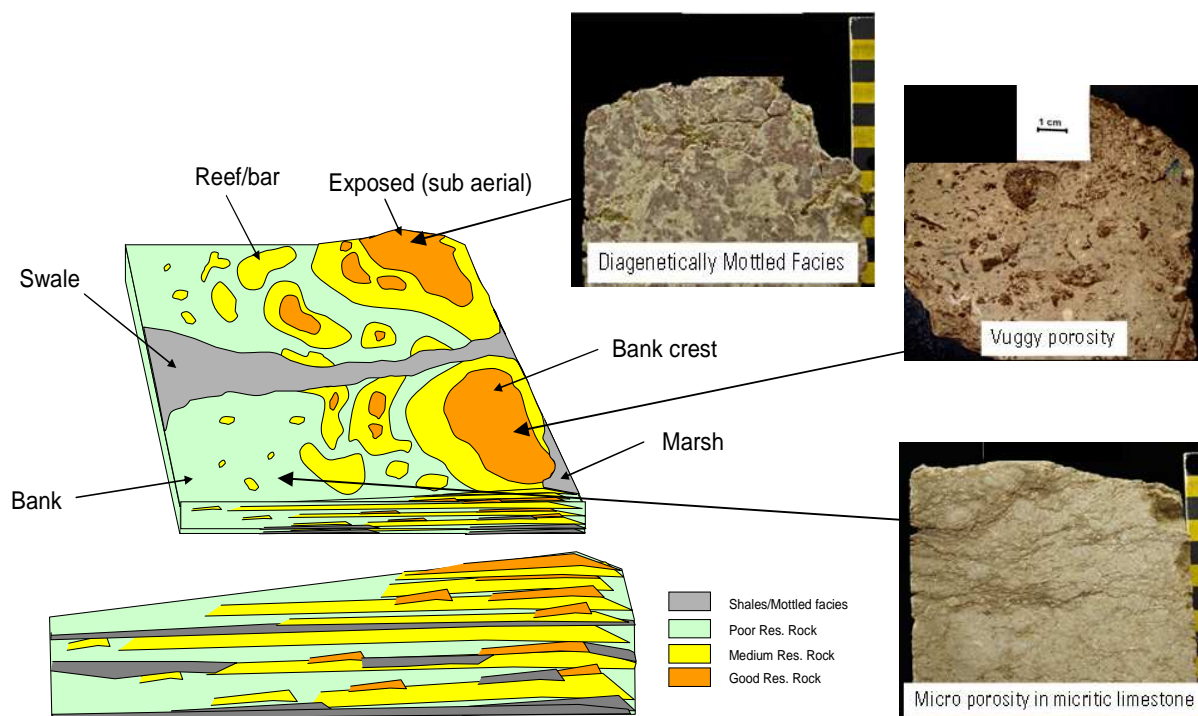 Reef/bar
Exposed (sub aerial)
Swale
Bank crest
Marsh
Bank
Diagenetically Mottled Facies
1 cm
Vuggy porosity
Micro porosity in micritic limestone
Shales/Mottled facies
Poor Res. Rock
Medium Res. Rock
Good Res. Rock